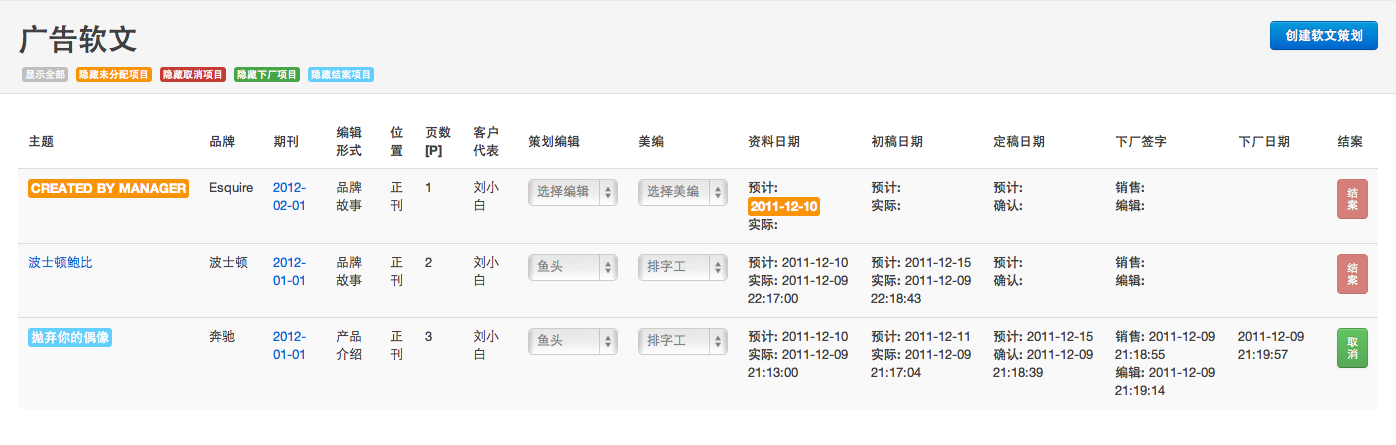 广告软文
创建软文策划
显示全部 隐藏未分配项目 隐藏取消项目 隐藏下厂项目 隐藏结案项目
主题 品牌 期刊 编辑形式 位置 页数[P] 客户代表 策划编辑 美编 资料日期 初稿日期 定稿日期 下厂签字 下厂日期 结案
CREATED BY MANAGER Esquire 2012-02-01 品牌故事 正刊 1 刘小白 选择编辑 选择美编 预计: 2011-12-10 实际: 预计: 实际: 预计: 确认: 销售: 编辑: 结案
波士顿鲍比 波士顿 2012-01-01 品牌故事 正刊 2 刘小白 鱼头 排字工 预计: 2011-12-10 实际: 2011-12-09 22:17:00 预计: 2011-12-15 实际: 2011-12-09 22:18:43 预计: 确认: 销售: 编辑: 结案
抛弃你的偶像 奔驰 2012-01-01 产品介绍 正刊 3 刘小白 鱼头 排字工 预计: 2011-12-10 实际: 2011-12-09 21:13:00 预计: 2011-12-11 实际: 2011-12-09 21:17:04 预计: 2011-12-15 确认: 2011-12-09 21:18:39 销售: 2011-12-09 21:18:55 编辑: 2011-12-09 21:19:14 2011-12-09 21:19:57 取消